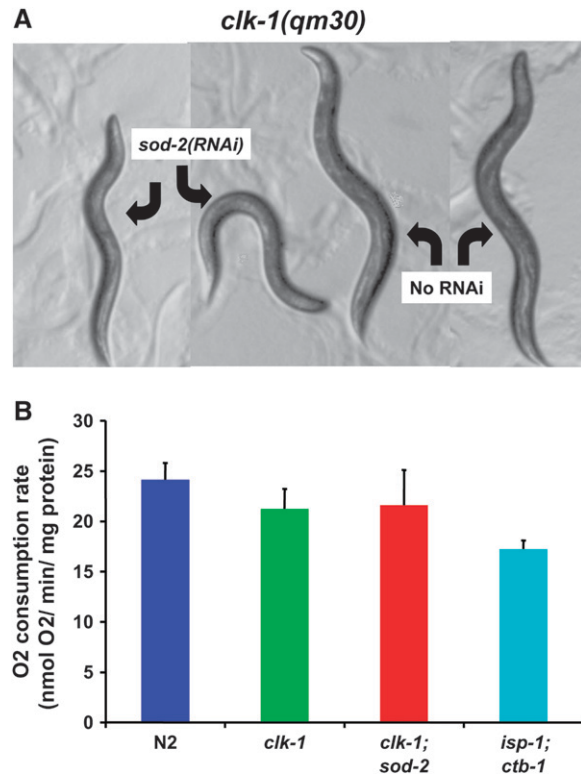 A
clk-1(qm30)
sod-2(RNAi)
No RNAi
B
O2 consumption rate
(nmol O2/ min/ mg protein)
30
25
20
15
10
5
0
N2
clk-1
clk-1;
sod-2
isp-1;
ctb-1